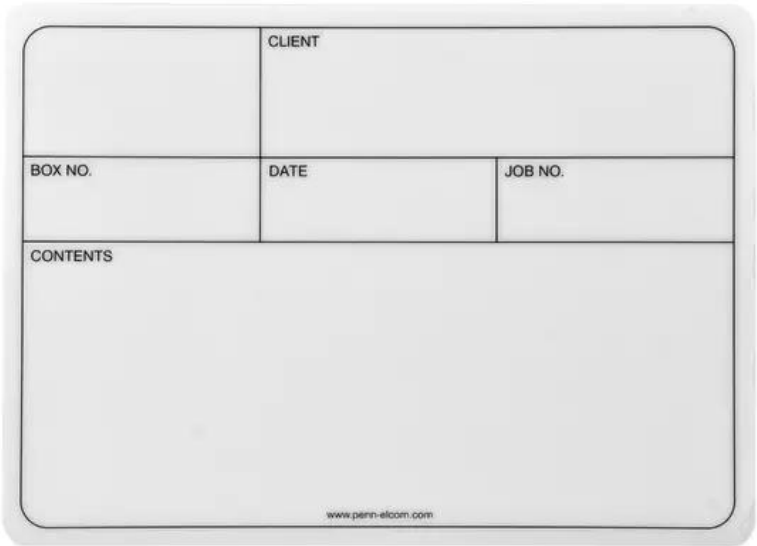 CLIENT
BOX NO.
DATE
JOB NO.
CONTENTS
www.penn-elcom.com